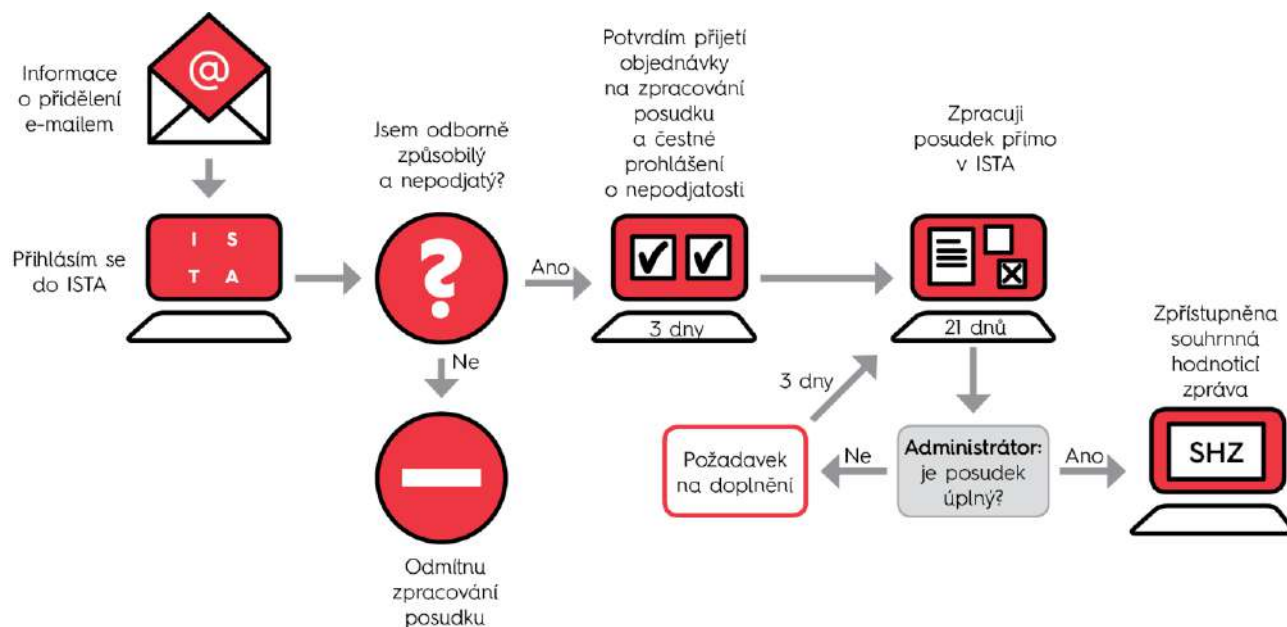 Informace
o přidělení
e-mailem
@
Přihlásím se
do ISTA
I S
T A
Jsem odborně
způsobilý
a nepodjatý?
?
Ano
Ne
Odmítnu
zpracování
posudku
Potvrdím přijetí
objednávky
na zpracování
posudku
a čestné
prohlášení
o nepodjatosti
3 dny
Zpracuji
posudek přímo
v ISTA
21 dnů
Administrátor:
je posudek
úplný?
Ne
Požadavek
na doplnění
3 dny
Ano
Zpřístupněna
souhrnná
hodnoticí
zpráva
SHZ